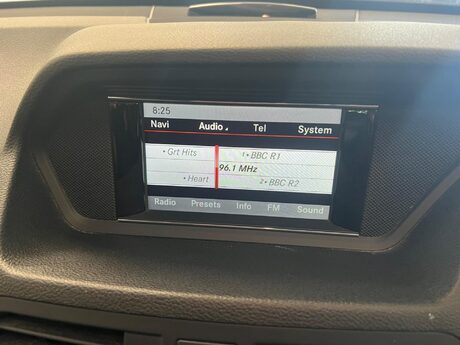 8:25
Navi Audio Tel System
• Grt Hits 1• BBC R1
96.1 MHz
• Heart 2• BBC R2
Radio Presets Info FM Sound